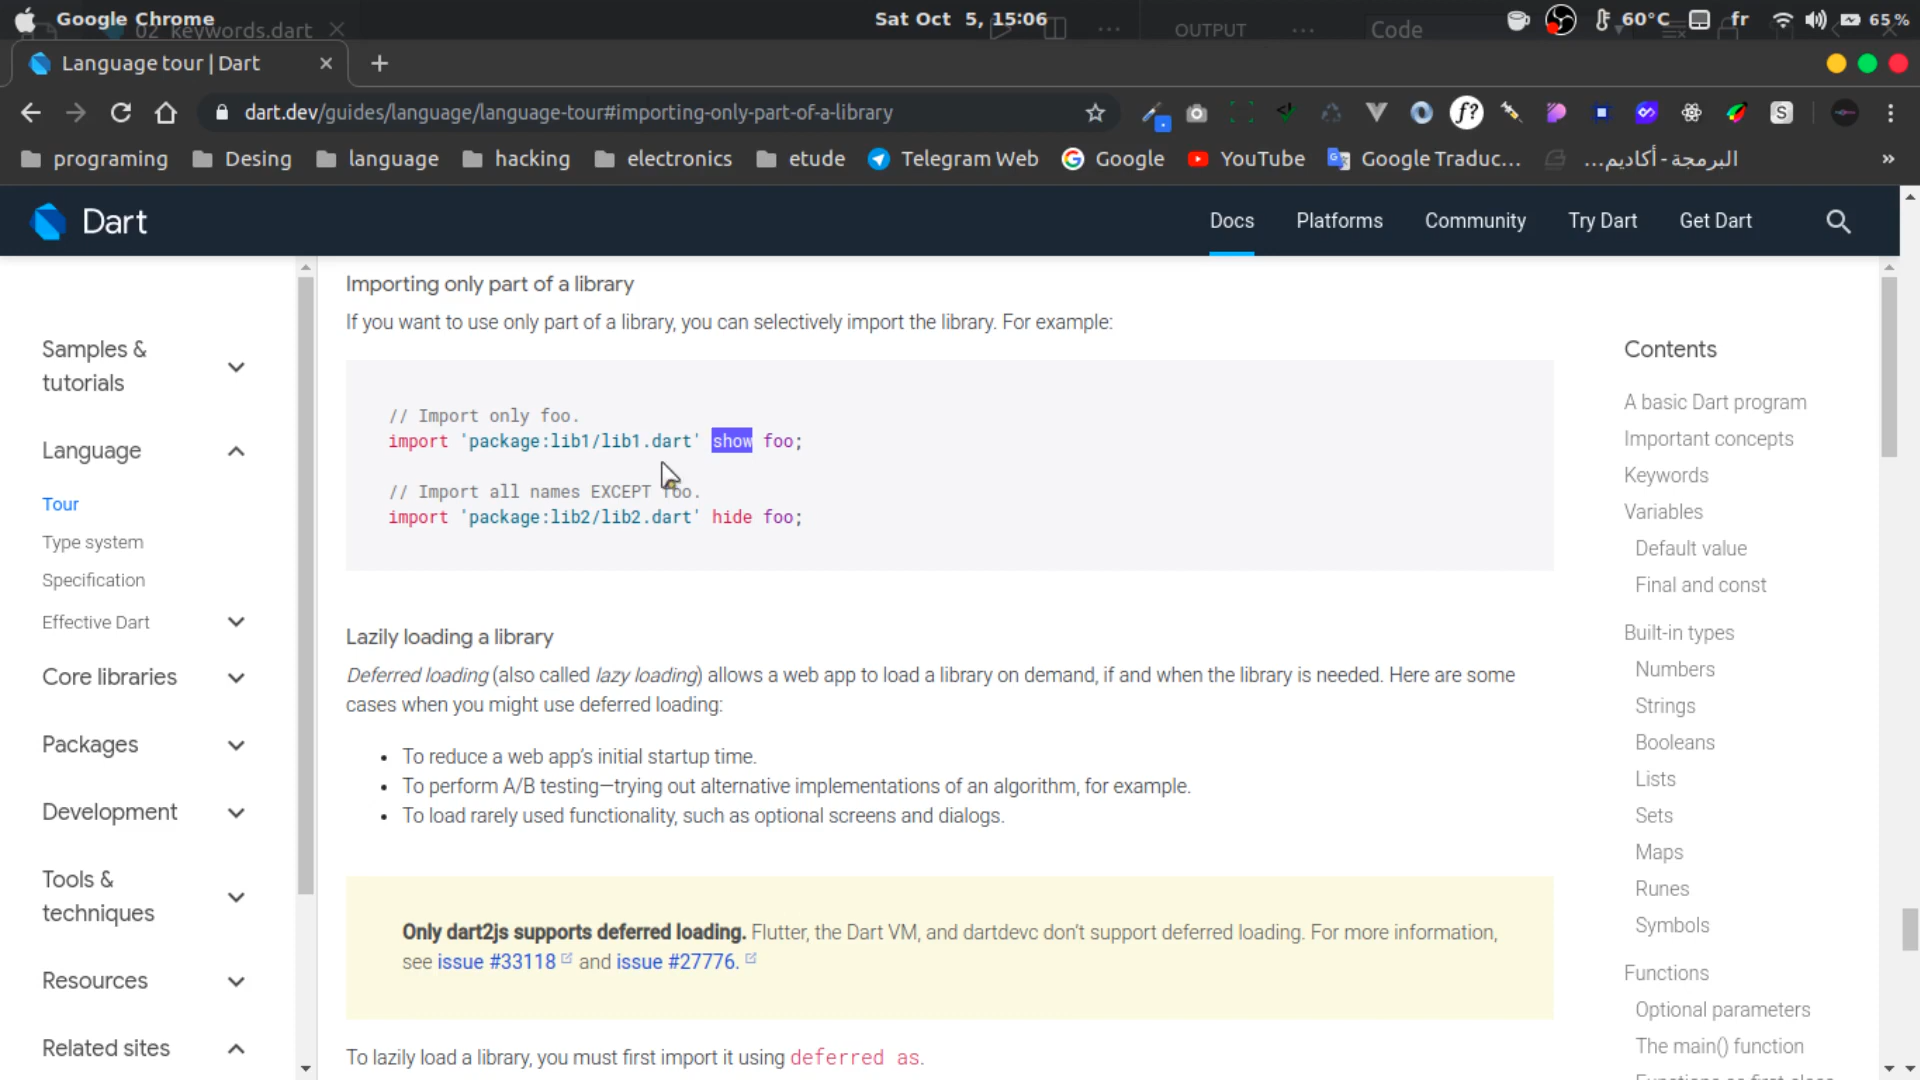 Google Chrome
02_keywords.dart
Sat Oct 5, 15:06
OUTPUT
Code
60°C
fr
65%
Language tour | Dart
dart.dev/guides/language/language-tour#importing-only-part-of-a-library
programing
Desing
language
hacking
electronics
etude
Telegram Web
Google
YouTube
Google Traduc...
البرمجة - أكاديم...
»
Dart
Docs
Platforms
Community
Try Dart
Get Dart
Samples &
tutorials
Language
Tour
Type system
Specification
Effective Dart
Core libraries
Packages
Development
Tools &
techniques
Resources
Related sites
Importing only part of a library
If you want to use only part of a library, you can selectively import the library. For example:
// Import only foo.
import 'package:lib1/lib1.dart' show foo;
// Import all names EXCEPT foo.
import 'package:lib2/lib2.dart' hide foo;
Lazily loading a library
Deferred loading (also called lazy loading) allows a web app to load a library on demand, if and when the library is needed. Here are some
cases when you might use deferred loading:
• To reduce a web app's initial startup time.
• To perform A/B testing—trying out alternative implementations of an algorithm, for example.
• To load rarely used functionality, such as optional screens and dialogs.
Only dart2js supports deferred loading. Flutter, the Dart VM, and dartdevc don't support deferred loading. For more information,
see issue #33118 and issue #27776.
To lazily load a library, you must first import it using deferred as.
Contents
A basic Dart program
Important concepts
Keywords
Variables
Default value
Final and const
Built-in types
Numbers
Strings
Booleans
Lists
Sets
Maps
Runes
Symbols
Functions
Optional parameters
The main() function